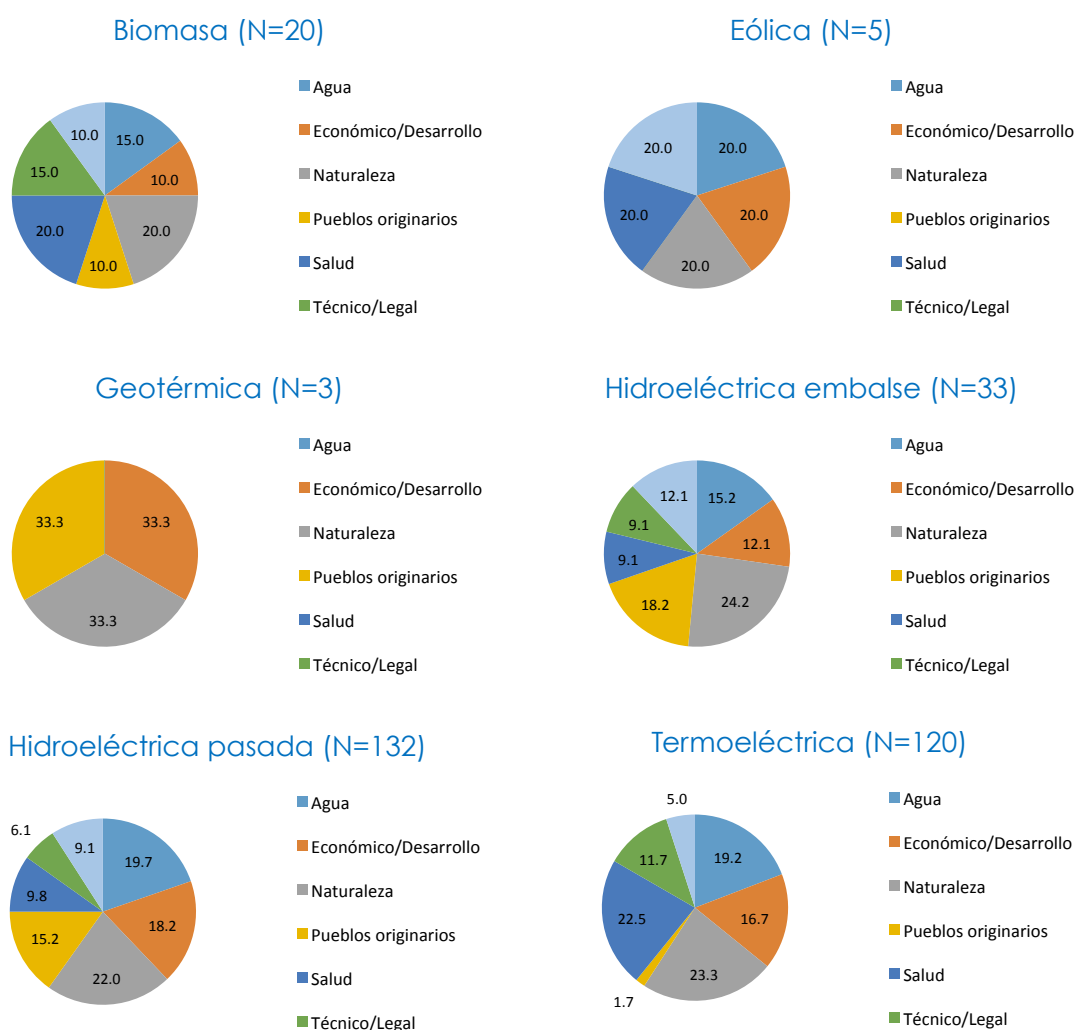 Biomasa (N=20)
10.0
15.0
10.0
20.0
10.0
20.0
15.0
Agua
Económico/Desarrollo
Naturaleza
Pueblos originarios
Salud
Técnico/Legal
Eólica (N=5)
20.0
20.0
20.0
20.0
20.0
Agua
Económico/Desarrollo
Naturaleza
Pueblos originarios
Salud
Técnico/Legal
Geotérmica (N=3)
33.3
33.3
33.3
Agua
Económico/Desarrollo
Naturaleza
Pueblos originarios
Salud
Técnico/Legal
Hidroeléctrica embalse (N=33)
12.1
15.2
12.1
24.2
18.2
9.1
9.1
Agua
Económico/Desarrollo
Naturaleza
Pueblos originarios
Salud
Técnico/Legal
Hidroeléctrica pasada (N=132)
6.1
9.1
19.7
18.2
22.0
15.2
9.8
Agua
Económico/Desarrollo
Naturaleza
Pueblos originarios
Salud
Técnico/Legal
Termoeléctrica (N=120)
5.0
19.2
16.7
23.3
1.7
22.5
11.7
Agua
Económico/Desarrollo
Naturaleza
Pueblos originarios
Salud
Técnico/Legal